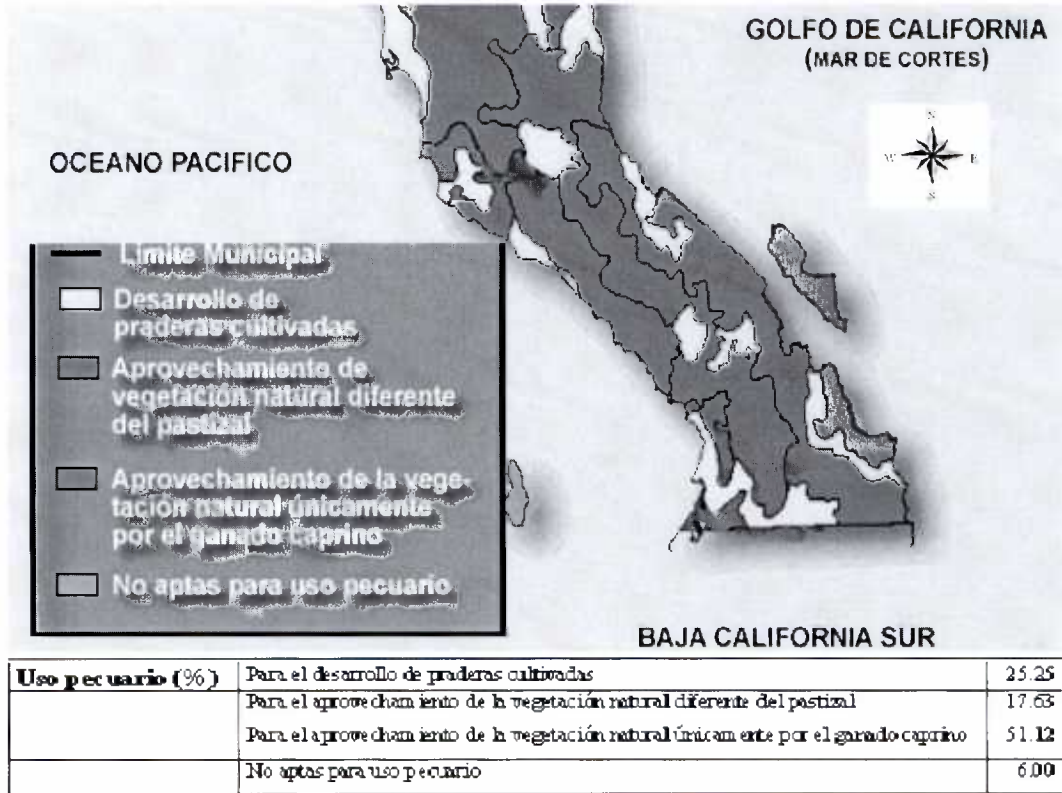 GOLFO DE CALIFORNIA
(MAR DE CORTES)
N
W E
S
OCEANO PACIFICO
Límite Municipal
Desarrollo de
praderas cultivadas
Aprovechamiento de
vegetación natural diferente
del pastizal
Aprovechamiento de la vege-
tación natural únicamente
por el ganado caprino
No aptas para uso pecuario
BAJA CALIFORNIA SUR
Uso pecuario (%) Para el desarrollo de praderas cultivadas 25.25
Para el aprovechamiento de la vegetación natural diferente del pastizal 17.63
Para el aprovechamiento de la vegetación natural únicamente por el ganado caprino 51.12
No aptas para uso pecuario 6.00